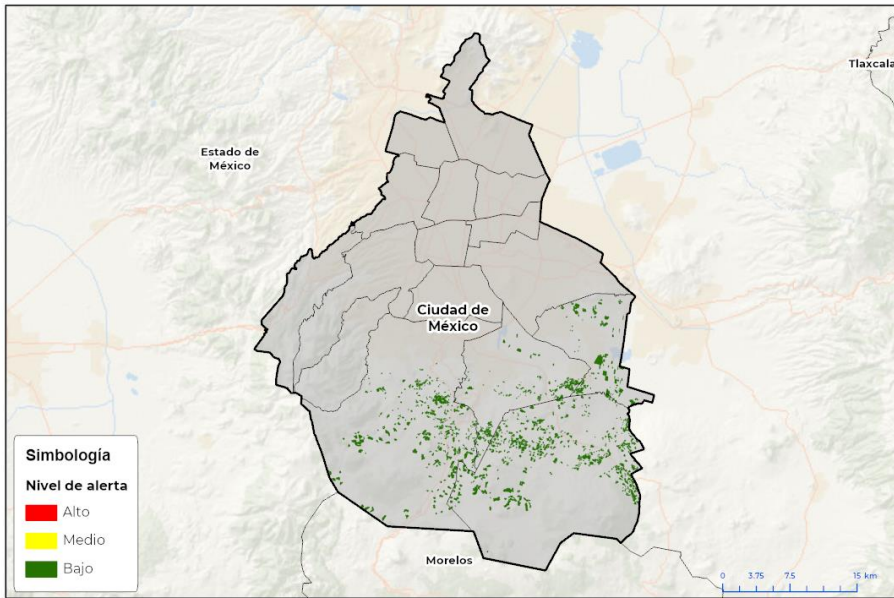 Tlaxcala
Estado de
México
Ciudad de
México
Simbología
Nivel de alerta
Alto
Medio
Bajo
Morelos
0 3.75 7.5 15 km